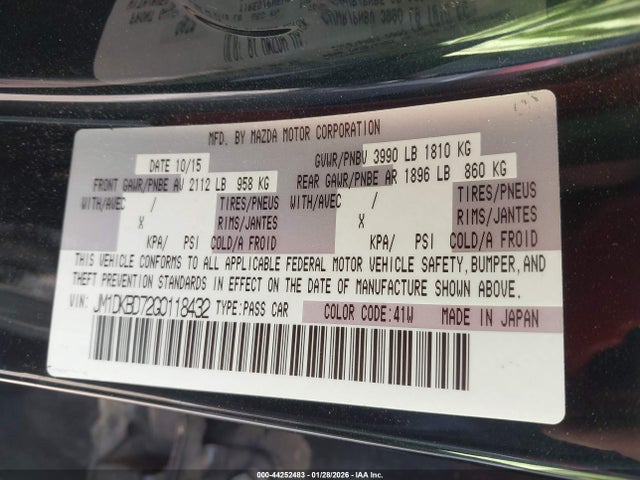 MFD. BY MAZDA MOTOR CORPORATION
DATE 10/15 GVWR/PNBV 3990 LB 1810 KG
FRONT GAWR/PNBE AV 2112 LB 958 KG REAR GAWR/PNBE AR 1896 LB 860 KG
WITH/AVEC / TIRES/PNEUS WITH/AVEC / TIRES/PNEUS
X RIMS/JANTES X RIMS/JANTES
KPA/ PSI COLD/A FROID KPA/ PSI COLD/A FROID
THIS VEHICLE CONFORMS TO ALL APPLICABLE FEDERAL MOTOR VEHICLE SAFETY, BUMPER, AND
THEFT PREVENTION STANDARDS IN EFFECT ON THE DATE OF MANUFACTURE SHOWN ABOVE.
VIN: JM1DKBD72G0118432 TYPE:PASS CAR COLOR CODE:41W MADE IN JAPAN
000-44252483 - 01/28/2026 - IAA Inc.